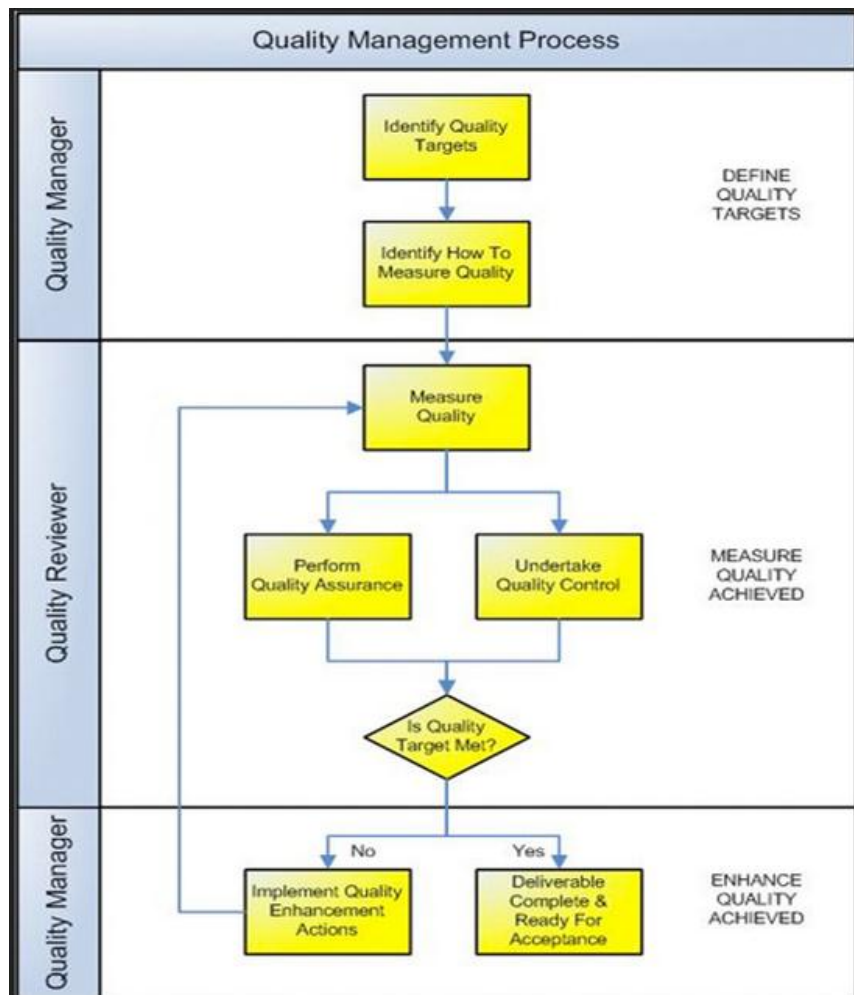 Quality Management Process
Quality Manager
Identify Quality
Targets
Identify How To
Measure Quality
DEFINE
QUALITY
TARGETS
Quality Reviewer
Measure
Quality
Perform
Quality Assurance
Undertake
Quality Control
MEASURE
QUALITY
ACHIEVED
Is Quality
Target Met?
Quality Manager
No
Yes
Implement Quality
Enhancement
Actions
Deliverable
Complete &
Ready For
Acceptance
ENHANCE
QUALITY
ACHIEVED